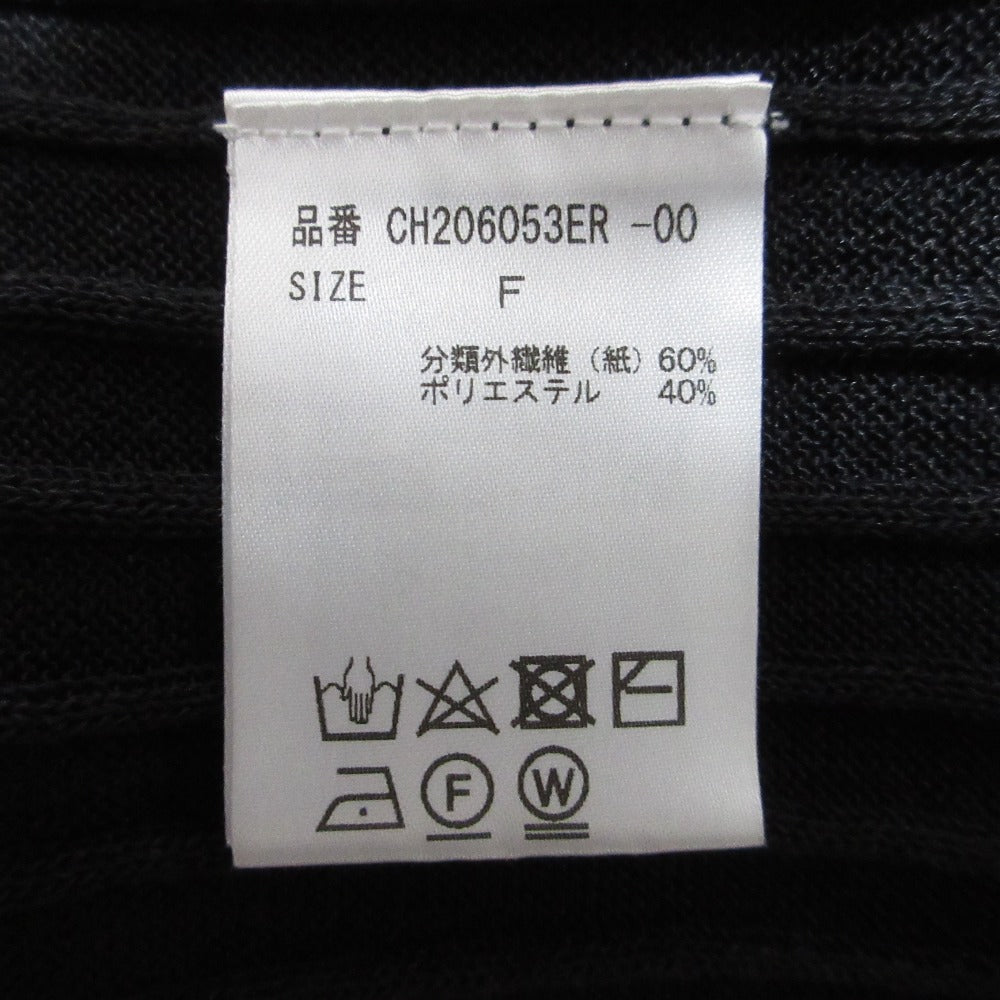 品番 CH206053ER -00
SIZE F
分類外繊維（紙）60%
ポリエステル 40%
F W